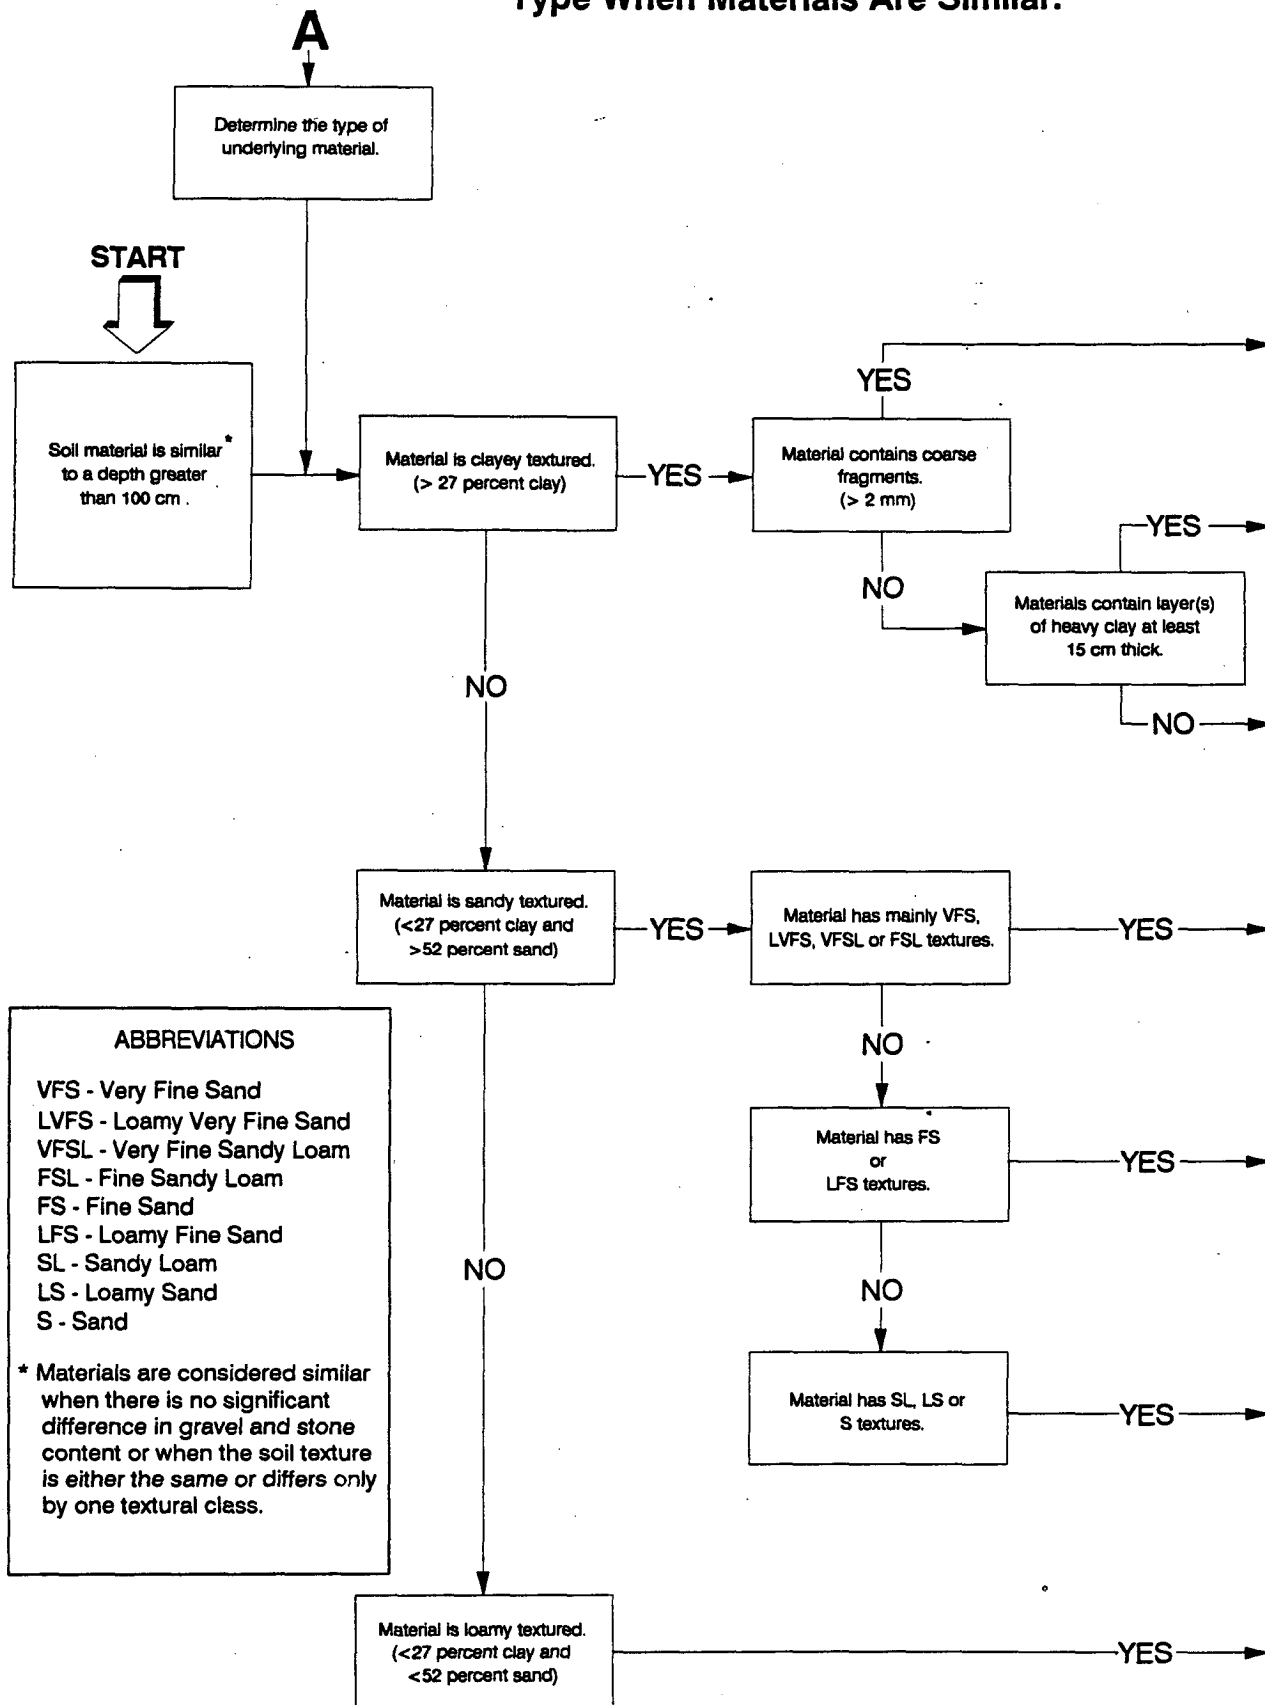 Type When Materials Are Similar.
A
Determine the type of
underlying material.
START
Soil material is similar *
to a depth greater
than 100 cm .
Material is clayey textured.
(> 27 percent clay)
YES
Material contains coarse
fragments.
(> 2 mm)
YES
NO
Materials contain layer(s)
of heavy clay at least
15 cm thick.
YES
NO
NO
Material is sandy textured.
(<27 percent clay and
>52 percent sand)
YES
Material has mainly VFS,
LVFS, VFSL or FSL textures.
YES
NO
Material has FS
or
LFS textures.
YES
NO
Material has SL, LS or
S textures.
YES
NO
Material is loamy textured.
(<27 percent clay and
<52 percent sand)
YES
ABBREVIATIONS
VFS - Very Fine Sand
LVFS - Loamy Very Fine Sand
VFSL - Very Fine Sandy Loam
FSL - Fine Sandy Loam
FS - Fine Sand
LFS - Loamy Fine Sand
SL - Sandy Loam
LS - Loamy Sand
S - Sand
* Materials are considered similar
when there is no significant
difference in gravel and stone
content or when the soil texture
is either the same or differs only
by one textural class.